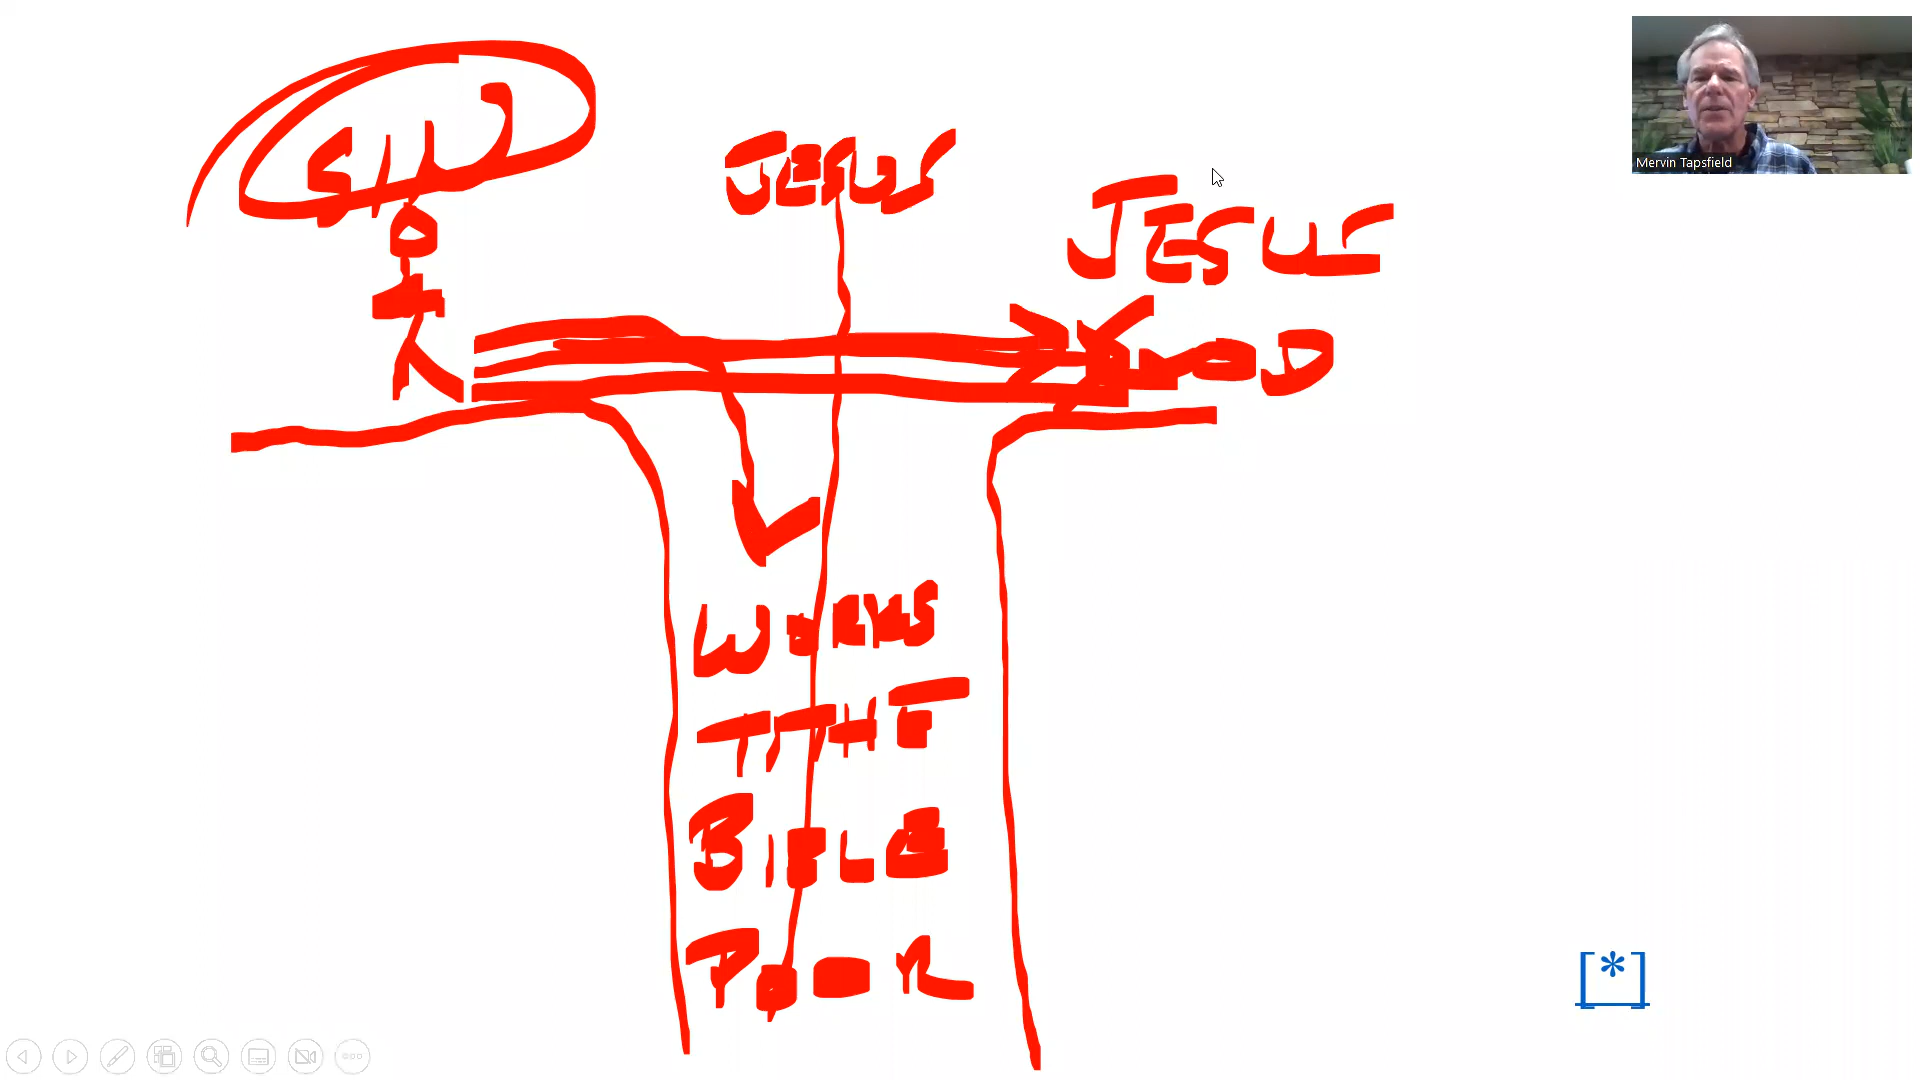 SIN
JESUS
JESUS
GOD
WORKS
TITHE
BIBLE
POOR
Mervin Tapsfield
[*]